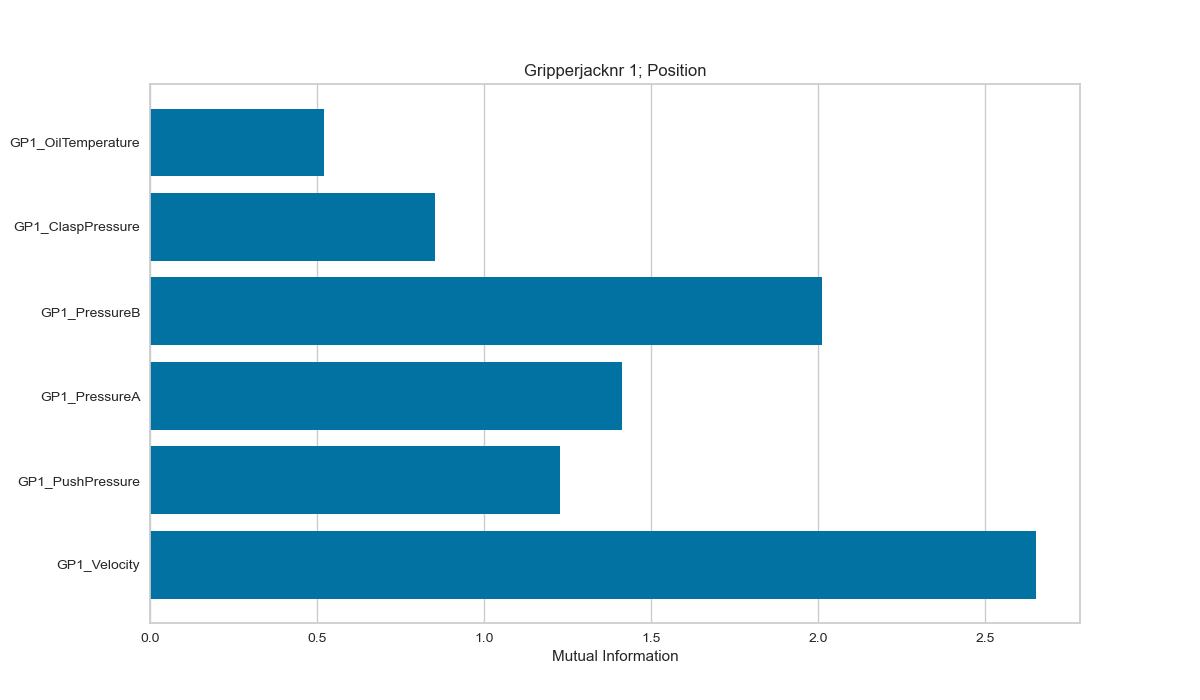 Gripperjacknr 1; Position
GP1_OilTemperature
GP1_ClaspPressure
GP1_PressureB
GP1_PressureA
GP1_PushPressure
GP1_Velocity
0.0 0.5 1.0 1.5 2.0 2.5
Mutual Information